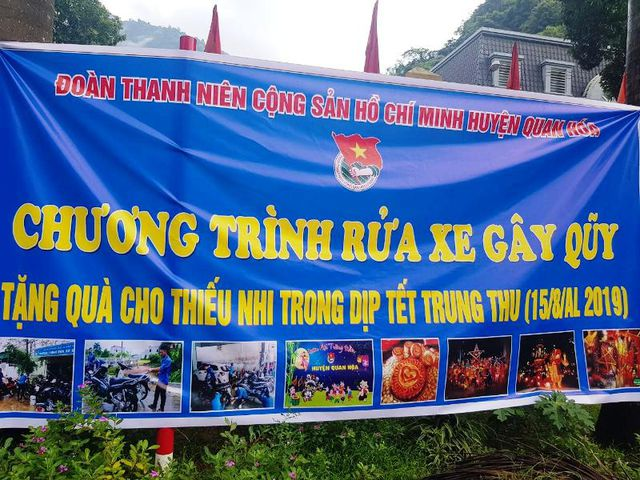 ĐOÀN THANH NIÊN CỘNG SẢN HỒ CHÍ MINH HUYỆN QUAN HÓA
CHƯƠNG TRÌNH RỬA XE GÂY QŨY
TẶNG QUÀ CHO THIẾU NHI TRONG DỊP TẾT TRUNG THU (15/8/AL 2019)
HUYỆN QUAN HÓA